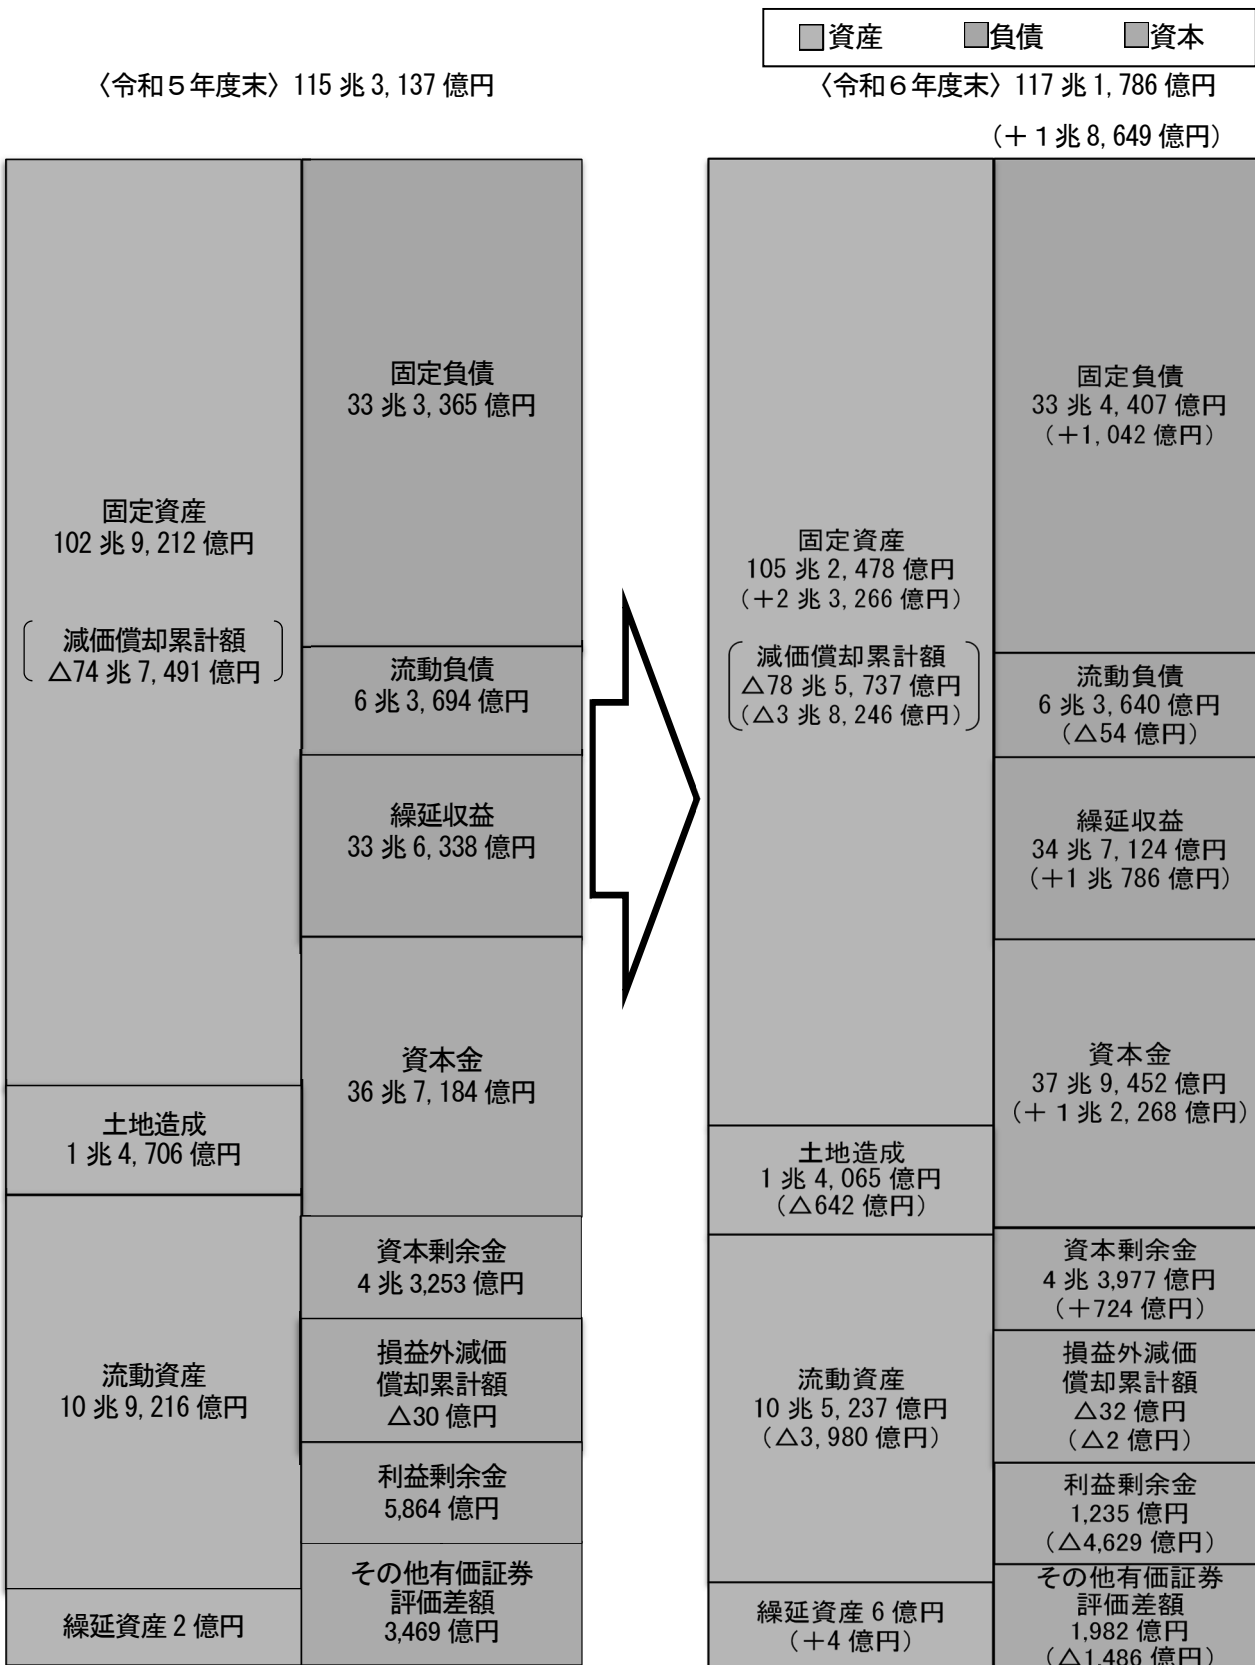 資産 負債 資本
〈令和５年度末〉115 兆 3,137 億円
固定資産
102 兆 9,212 億円
減価償却累計額
△74 兆 7,491 億円
土地造成
1 兆 4,706 億円
流動資産
10 兆 9,216 億円
繰延資産 2 億円
固定負債
33 兆 3,365 億円
流動負債
6 兆 3,694 億円
繰延収益
33 兆 6,338 億円
資本金
36 兆 7,184 億円
資本剰余金
4 兆 3,253 億円
損益外減価
償却累計額
△30 億円
利益剰余金
5,864 億円
その他有価証券
評価差額
3,469 億円
〈令和６年度末〉117 兆 1,786 億円
（＋１兆 8,649 億円）
固定資産
105 兆 2,478 億円
（＋2 兆 3,266 億円）
減価償却累計額
△78 兆 5,737 億円
（△3 兆 8,246 億円）
土地造成
1 兆 4,065 億円
（△642 億円）
流動資産
10 兆 5,237 億円
（△3,980 億円）
繰延資産 6 億円
（＋4 億円）
固定負債
33 兆 4,407 億円
（＋1,042 億円）
流動負債
6 兆 3,640 億円
（△54 億円）
繰延収益
34 兆 7,124 億円
（＋1 兆 786 億円）
資本金
37 兆 9,452 億円
（＋１兆 2,268 億円）
資本剰余金
4 兆 3,977 億円
（＋724 億円）
損益外減価
償却累計額
△32 億円
（△2 億円）
利益剰余金
1,235 億円
（△4,629 億円）
その他有価証券
評価差額
1,982 億円
（△1,486 億円）